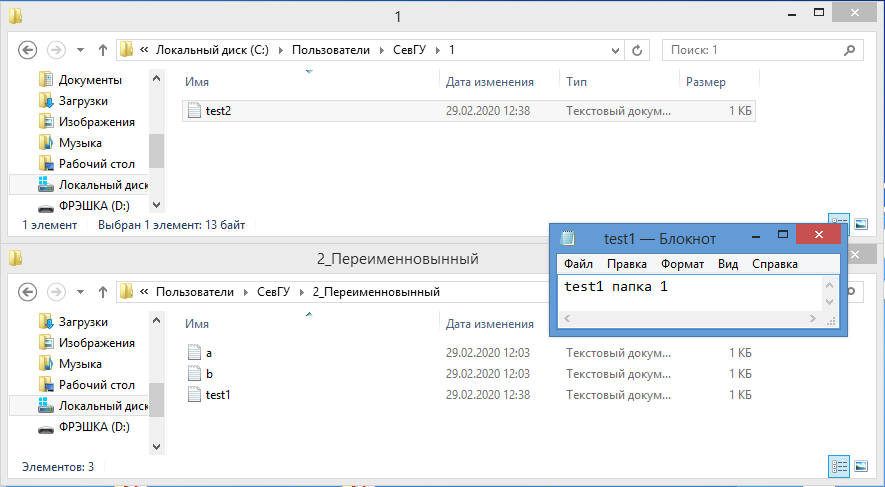 1
« Локальный диск (C:) Пользователи СевГУ 1
Поиск: 1
Документы
Загрузки
Изображения
Музыка
Рабочий стол
Локальный диск
ФРЭШКА (D:)
Имя Дата изменения Тип Размер
test2 29.02.2020 12:38 Текстовый докум... 1 КБ
1 элемент Выбран 1 элемент: 13 байт
2_Переименновынный
« Пользователи СевГУ 2_Переименновынный
Загрузки
Изображения
Музыка
Рабочий стол
Локальный диск
ФРЭШКА (D:)
Имя Дата изменения
a 29.02.2020 12:03 Текстовый докум... 1 КБ
b 29.02.2020 12:03 Текстовый докум... 1 КБ
test1 29.02.2020 12:38 Текстовый докум... 1 КБ
Элементов: 3
test1 — Блокнот
Файл Правка Формат Вид Справка
test1 папка 1